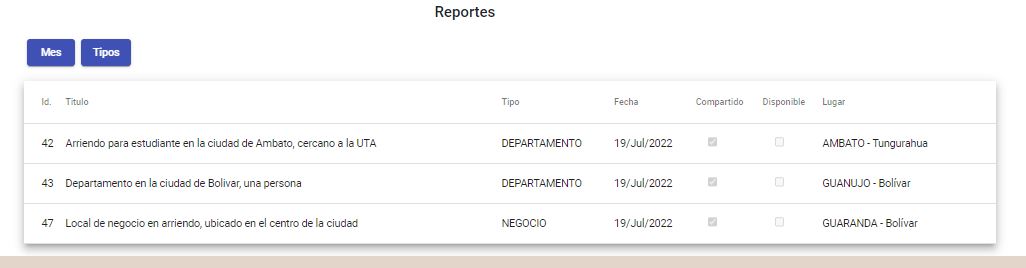 Reportes
Mes Tipos
Id. Titulo Tipo Fecha Compartido Disponible Lugar
42 Arriendo para estudiante en la ciudad de Ambato, cercano a la UTA DEPARTAMENTO 19/Jul/2022 AMBATO - Tungurahua
43 Departamento en la ciudad de Bolivar, una persona DEPARTAMENTO 19/Jul/2022 GUANUJO - Bolívar
47 Local de negocio en arriendo, ubicado en el centro de la ciudad NEGOCIO 19/Jul/2022 GUARANDA - Bolívar